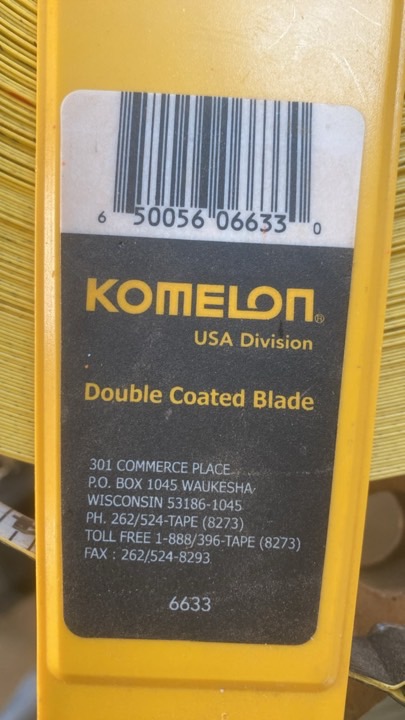 6 50056 06633 0
KOMELON®
USA Division
Double Coated Blade
301 COMMERCE PLACE
P.O. BOX 1045 WAUKESHA
WISCONSIN 53186-1045
PH. 262/524-TAPE (8273)
TOLL FREE 1-888/396-TAPE (8273)
FAX : 262/524-8293
6633